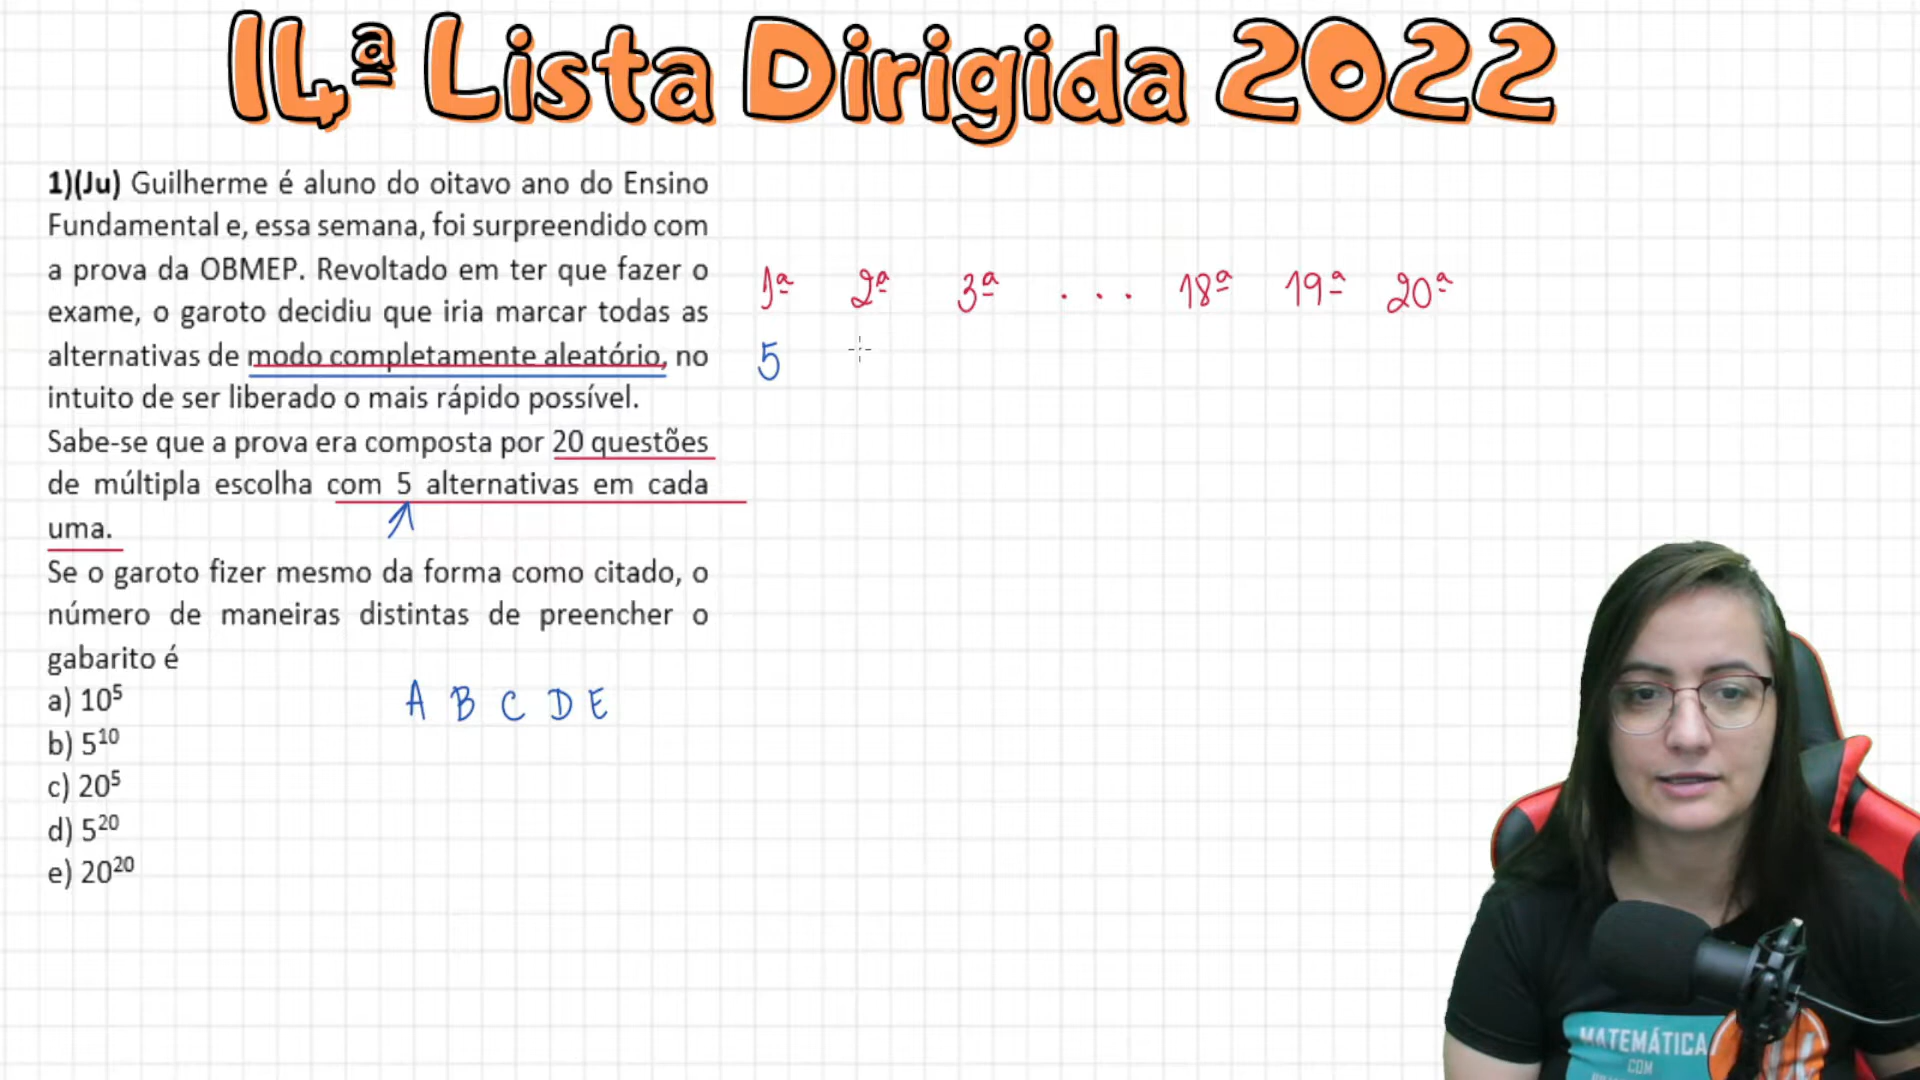 14ª Lista Dirigida 2022
1)(Ju) Guilherme é aluno do oitavo ano do Ensino
Fundamental e, essa semana, foi surpreendido com
a prova da OBMEP. Revoltado em ter que fazer o
exame, o garoto decidiu que iria marcar todas as
alternativas de modo completamente aleatório, no
intuito de ser liberado o mais rápido possível.
Sabe-se que a prova era composta por 20 questões
de múltipla escolha com 5 alternativas em cada
uma.
Se o garoto fizer mesmo da forma como citado, o
número de maneiras distintas de preencher o
gabarito é
a) 10⁵
b) 5¹⁰
c) 20⁵
d) 5²⁰
e) 20²⁰
A B C D E
1ª 2ª 3ª . . . 18ª 19ª 20ª
5
MATEMÁTICA
COM